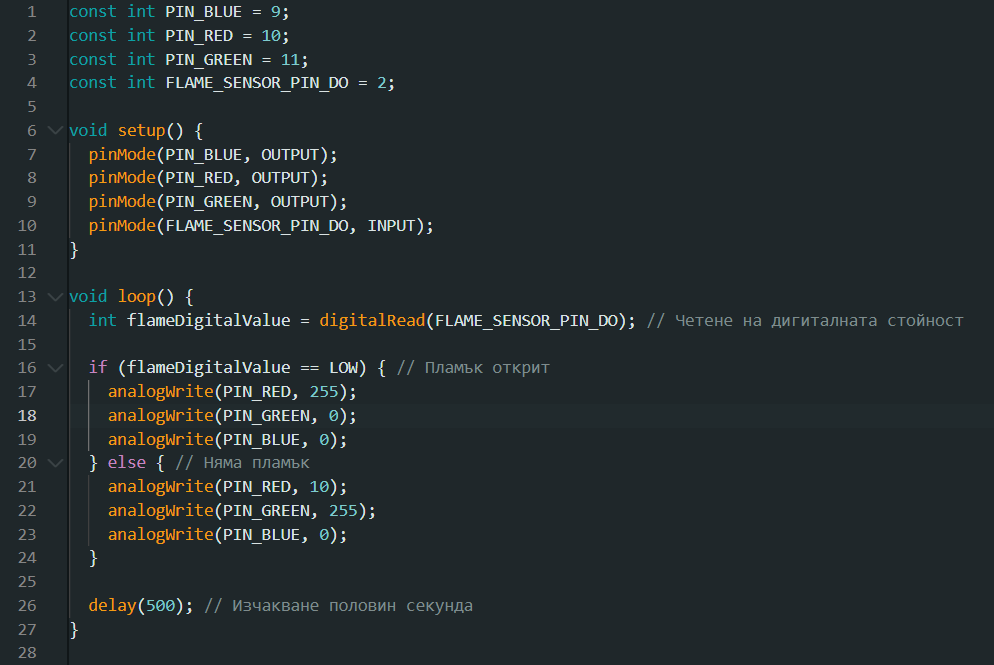 1 const int PIN_BLUE = 9;
2 const int PIN_RED = 10;
3 const int PIN_GREEN = 11;
4 const int FLAME_SENSOR_PIN_DO = 2;
5
6 void setup() {
7   pinMode(PIN_BLUE, OUTPUT);
8   pinMode(PIN_RED, OUTPUT);
9   pinMode(PIN_GREEN, OUTPUT);
10   pinMode(FLAME_SENSOR_PIN_DO, INPUT);
11 }
12
13 void loop() {
14   int flameDigitalValue = digitalRead(FLAME_SENSOR_PIN_DO); // Четене на дигиталната стойност
15
16   if (flameDigitalValue == LOW) { // Пламък открит
17     analogWrite(PIN_RED, 255);
18     analogWrite(PIN_GREEN, 0);
19     analogWrite(PIN_BLUE, 0);
20   } else { // Няма пламък
21     analogWrite(PIN_RED, 10);
22     analogWrite(PIN_GREEN, 255);
23     analogWrite(PIN_BLUE, 0);
24   }
25
26   delay(500); // Изчакване половин секунда
27 }
28